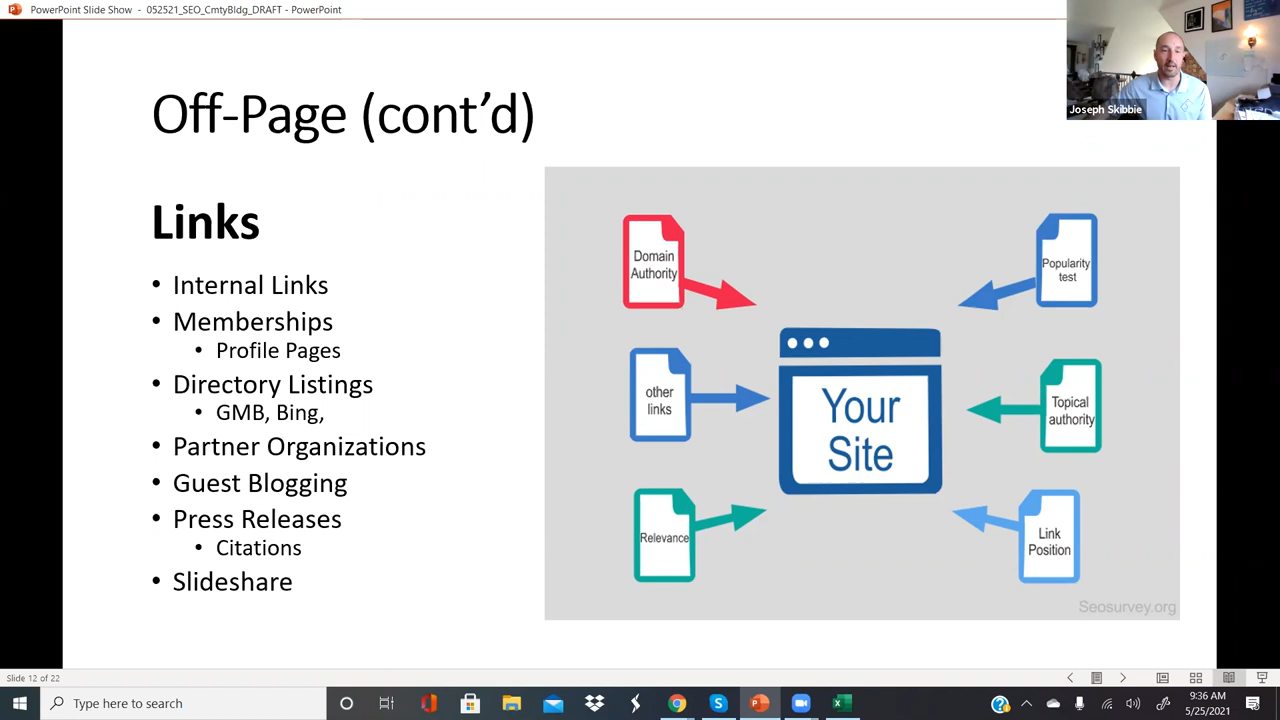 PowerPoint Slide Show - 052521_SEO_CmtyBldg_DRAFT - PowerPoint
Joseph Skibbie
Off-Page (cont’d)
Links
• Internal Links
• Memberships
• Profile Pages
• Directory Listings
• GMB, Bing,
• Partner Organizations
• Guest Blogging
• Press Releases
• Citations
• Slideshare
Domain
Authority
Popularity
test
other
links
Your
Site
Topical
authority
Relevance
Link
Position
Seosurvey.org
Slide 12 of 22
Type here to search
9:36 AM
5/25/2021